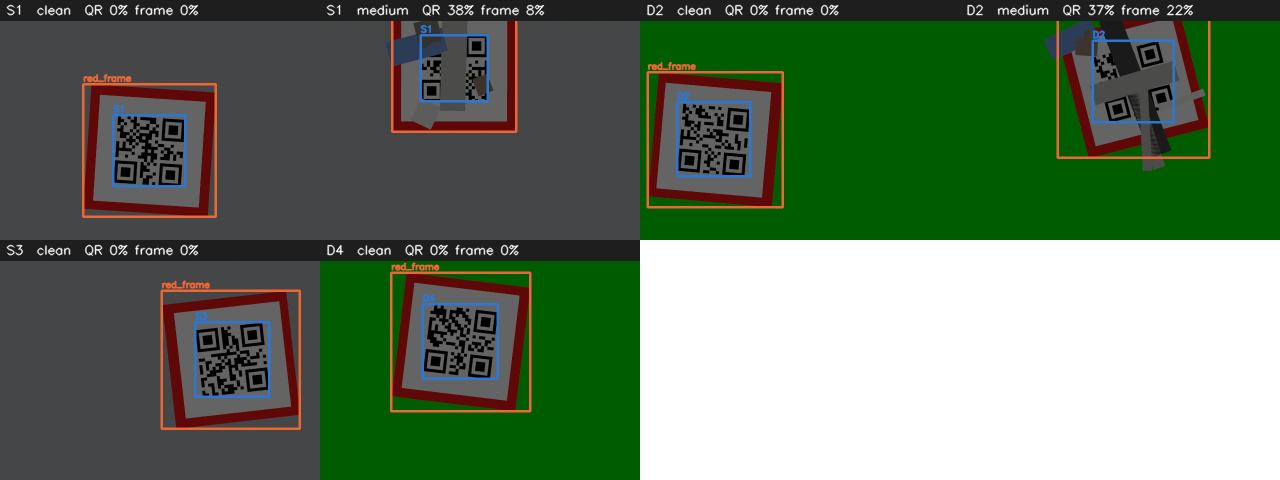 S1 clean QR 0% frame 0%
S1 medium QR 38% frame 8%
D2 clean QR 0% frame 0%
D2 medium QR 37% frame 22%
red_frame
S1
S1
red_frame
D2
D2
S3 clean QR 0% frame 0%
D4 clean QR 0% frame 0%
red_frame
S3
red_frame
D4